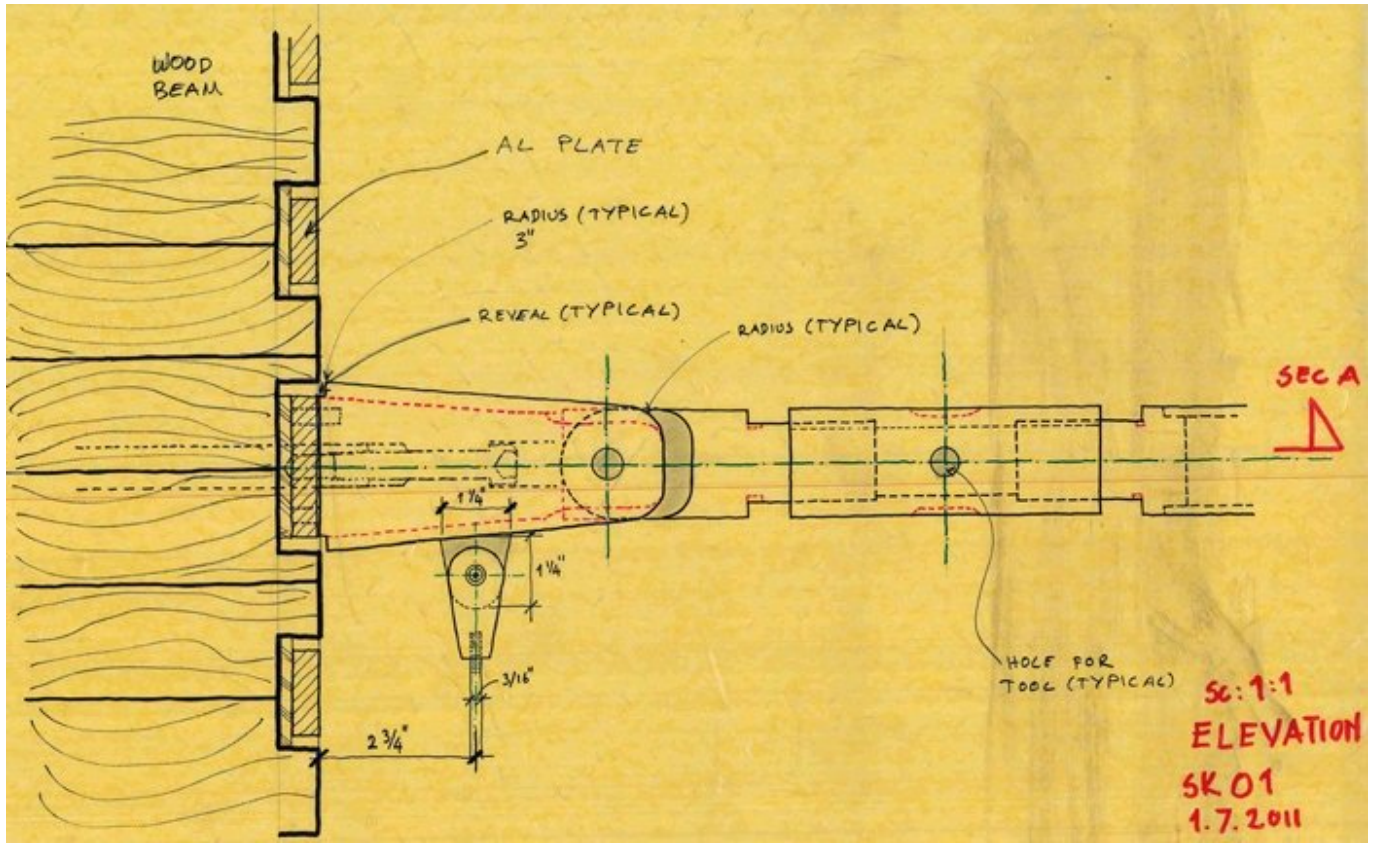 WOOD
BEAM
AL PLATE
RADIUS (TYPICAL)
3"
REVEAL (TYPICAL)
RADIUS (TYPICAL)
SEC A
1 1/4"
1 1/4"
3/16"
2 3/4"
HOLE FOR
TOOL (TYPICAL)
SC: 1:1
ELEVATION
SK 01
1.7.2011